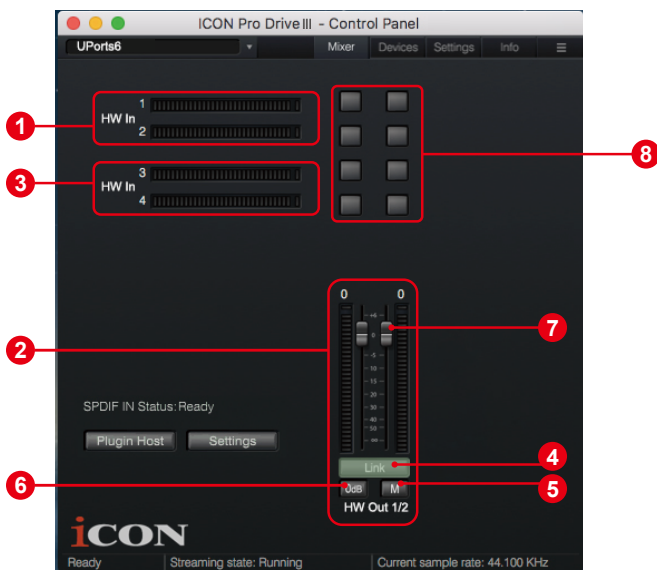 ICON Pro Drive III - Control Panel
UPorts6 Mixer Devices Settings Info
1
HW In
2
3
HW In
4
1
3
8
0 0
+6
0
-5
- 10 -
- 15 -
- 20 -
- 30 -
- 40 -
- 50 -
- ∞ -
2
7
SPDIF IN Status: Ready
Plugin Host Settings
Link
4
6
0dB M
5
HW Out 1/2
iCON
Ready Streaming state: Running Current sample rate: 44.100 KHz